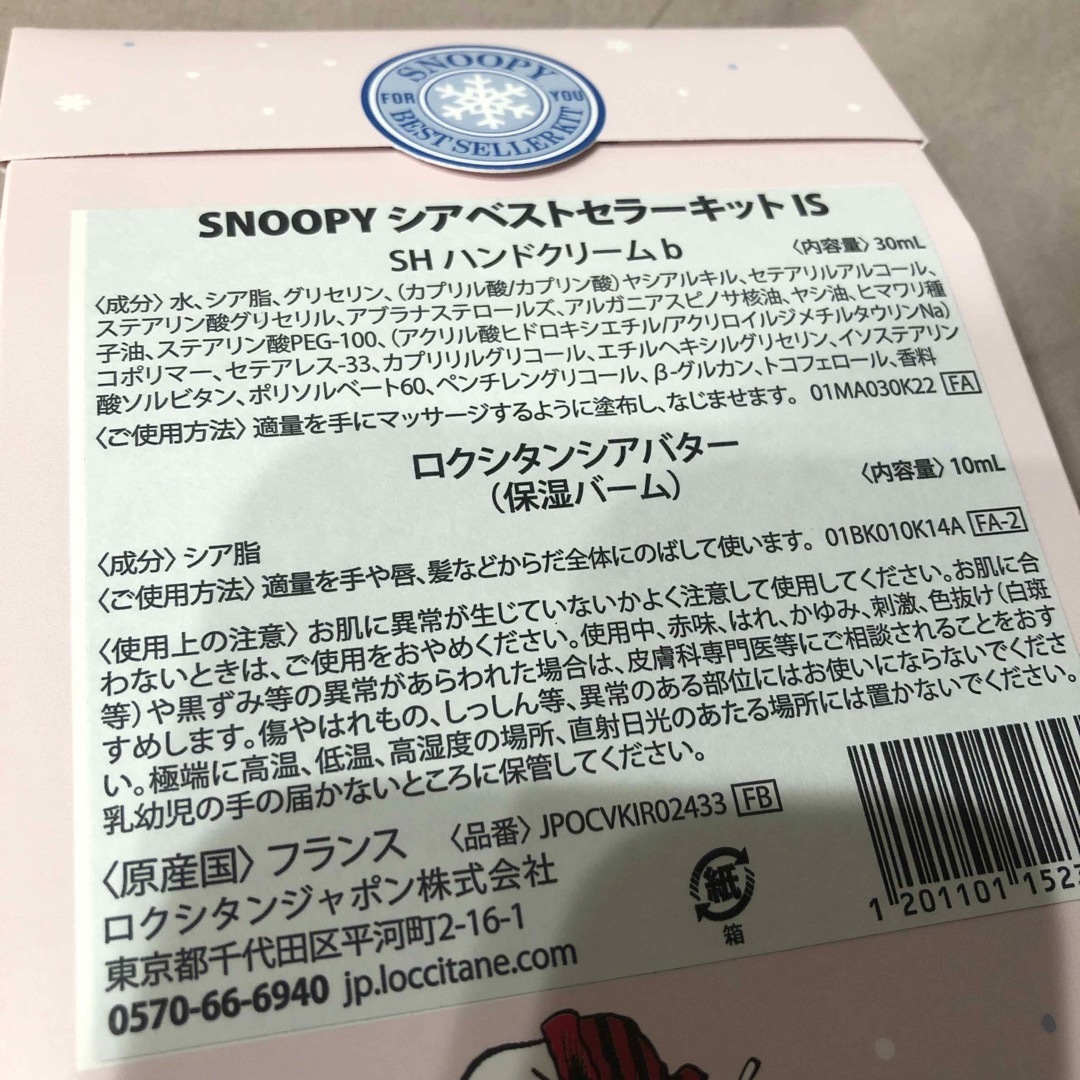 SNOOPY
FOR YOU
BEST SELLER KIT
SNOOPY シアベストセラーキット IS
SH ハンドクリーム b
〈内容量〉30mL
〈成分〉水、シア脂、グリセリン、(カプリル酸/カプリン酸)ヤシアルキル、セテアリルアルコール、
ステアリン酸グリセリル、アブラナステロールズ、アルガニアスピノサ核油、ヤシ油、ヒマワリ種
子油、ステアリン酸PEG-100、(アクリル酸ヒドロキシエチル/アクリロイルジメチルタウリンNa)
コポリマー、セテアレス-33、カプリリルグリコール、エチルヘキシルグリセリン、イソステアリン
酸ソルビタン、ポリソルベート60、ペンチレングリコール、β-グルカン、トコフェロール、香料
〈ご使用方法〉適量を手にマッサージするように塗布し、なじませます。 01MA030K22 FA
ロクシタンシアバター
(保湿バーム)
〈内容量〉10mL
〈成分〉シア脂
〈ご使用方法〉適量を手や唇、髪などからだ全体にのばして使います。 01BK010K14A FA-2
〈使用上の注意〉お肌に異常が生じていないかよく注意して使用してください。お肌に合
わないときは、ご使用をおやめください。使用中、赤味、はれ、かゆみ、刺激、色抜け(白斑
等)や黒ずみ等の異常があらわれた場合は、皮膚科専門医等にご相談されることをおす
すめします。傷やはれもの、しっしん等、異常のある部位にはお使いにならないでくださ
い。極端に高温、低温、高湿度の場所、直射日光のあたる場所には置かないでください。
乳幼児の手の届かないところに保管してください。
〈原産国〉フランス 〈品番〉JPOCVKIR02433 FB
ロクシタンジャポン株式会社
東京都千代田区平河町2-16-1
0570-66-6940 jp.loccitane.com
紙
箱
1 201101 1523